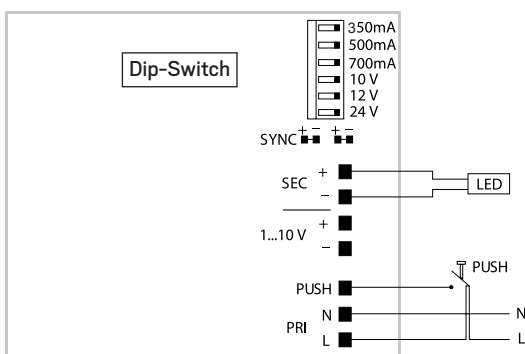 Dip-Switch
350mA
500mA
700mA
10 V
12 V
24 V
SYNC + – + –
SEC + –
LED
1...10 V + –
PUSH
PUSH
PRI N L
N
L